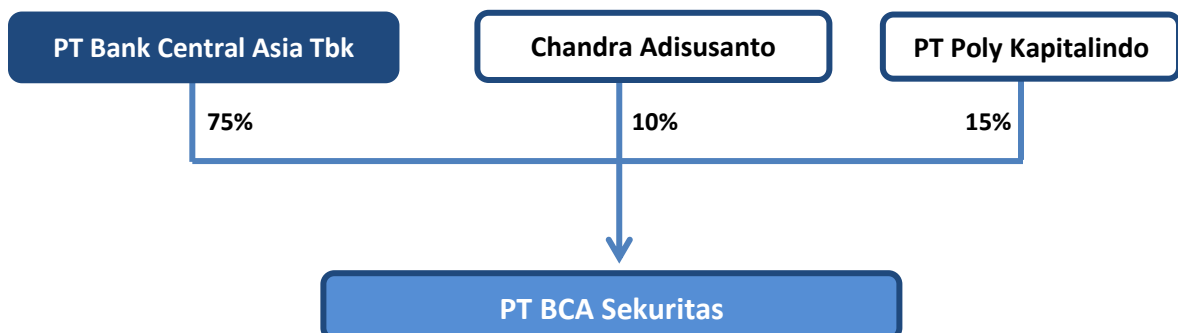 PT Bank Central Asia Tbk
Chandra Adisusanto
PT Poly Kapitalindo
75%
10%
15%
PT BCA Sekuritas